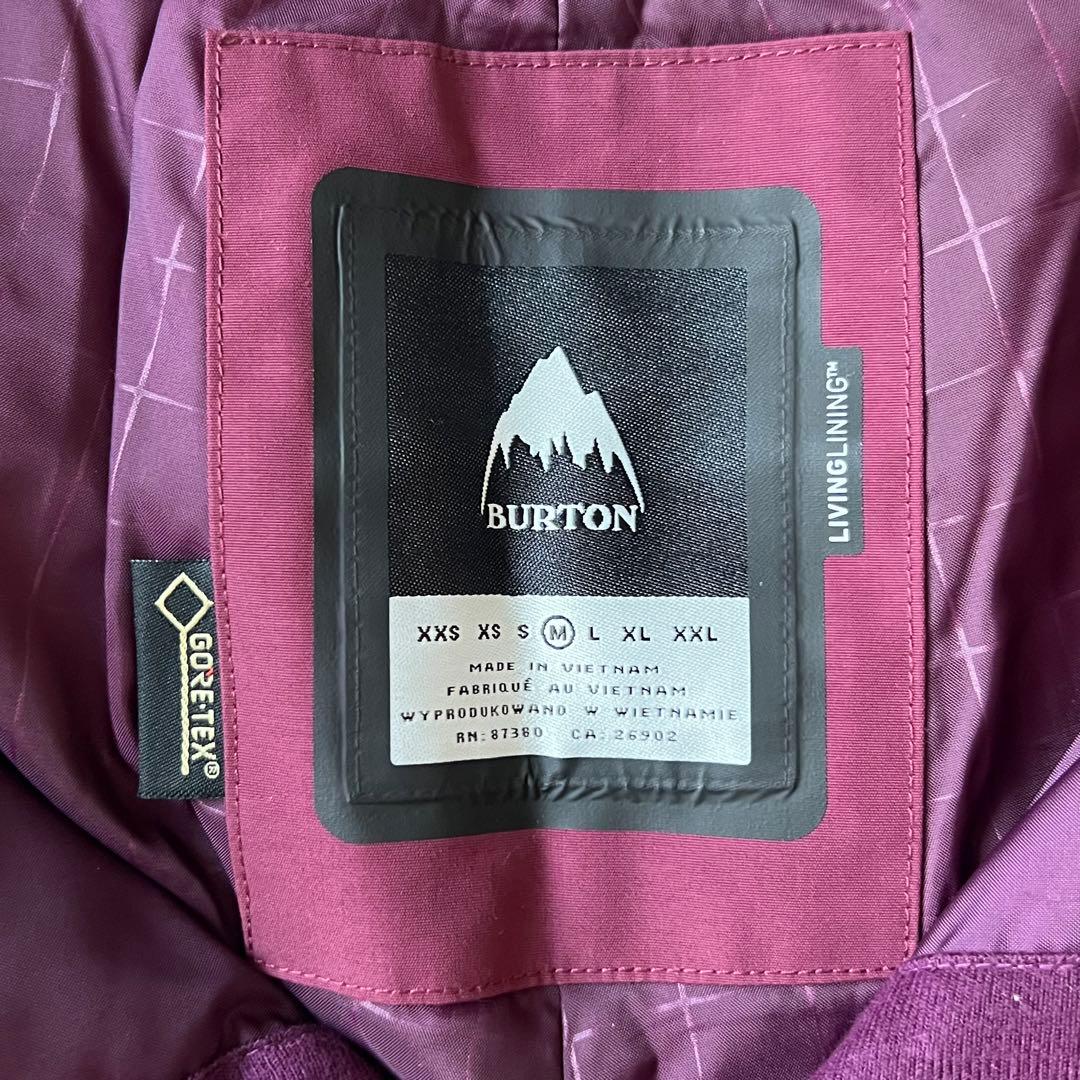 BURTON
XXS XS S M L XL XXL
MADE IN VIETNAM
FABRIQUÉ AU VIETNAM
WYPRODUKOWANO W WIETNAMIE
RN: 87380 CA: 26902
LIVINGLINING™
GORE-TEX®